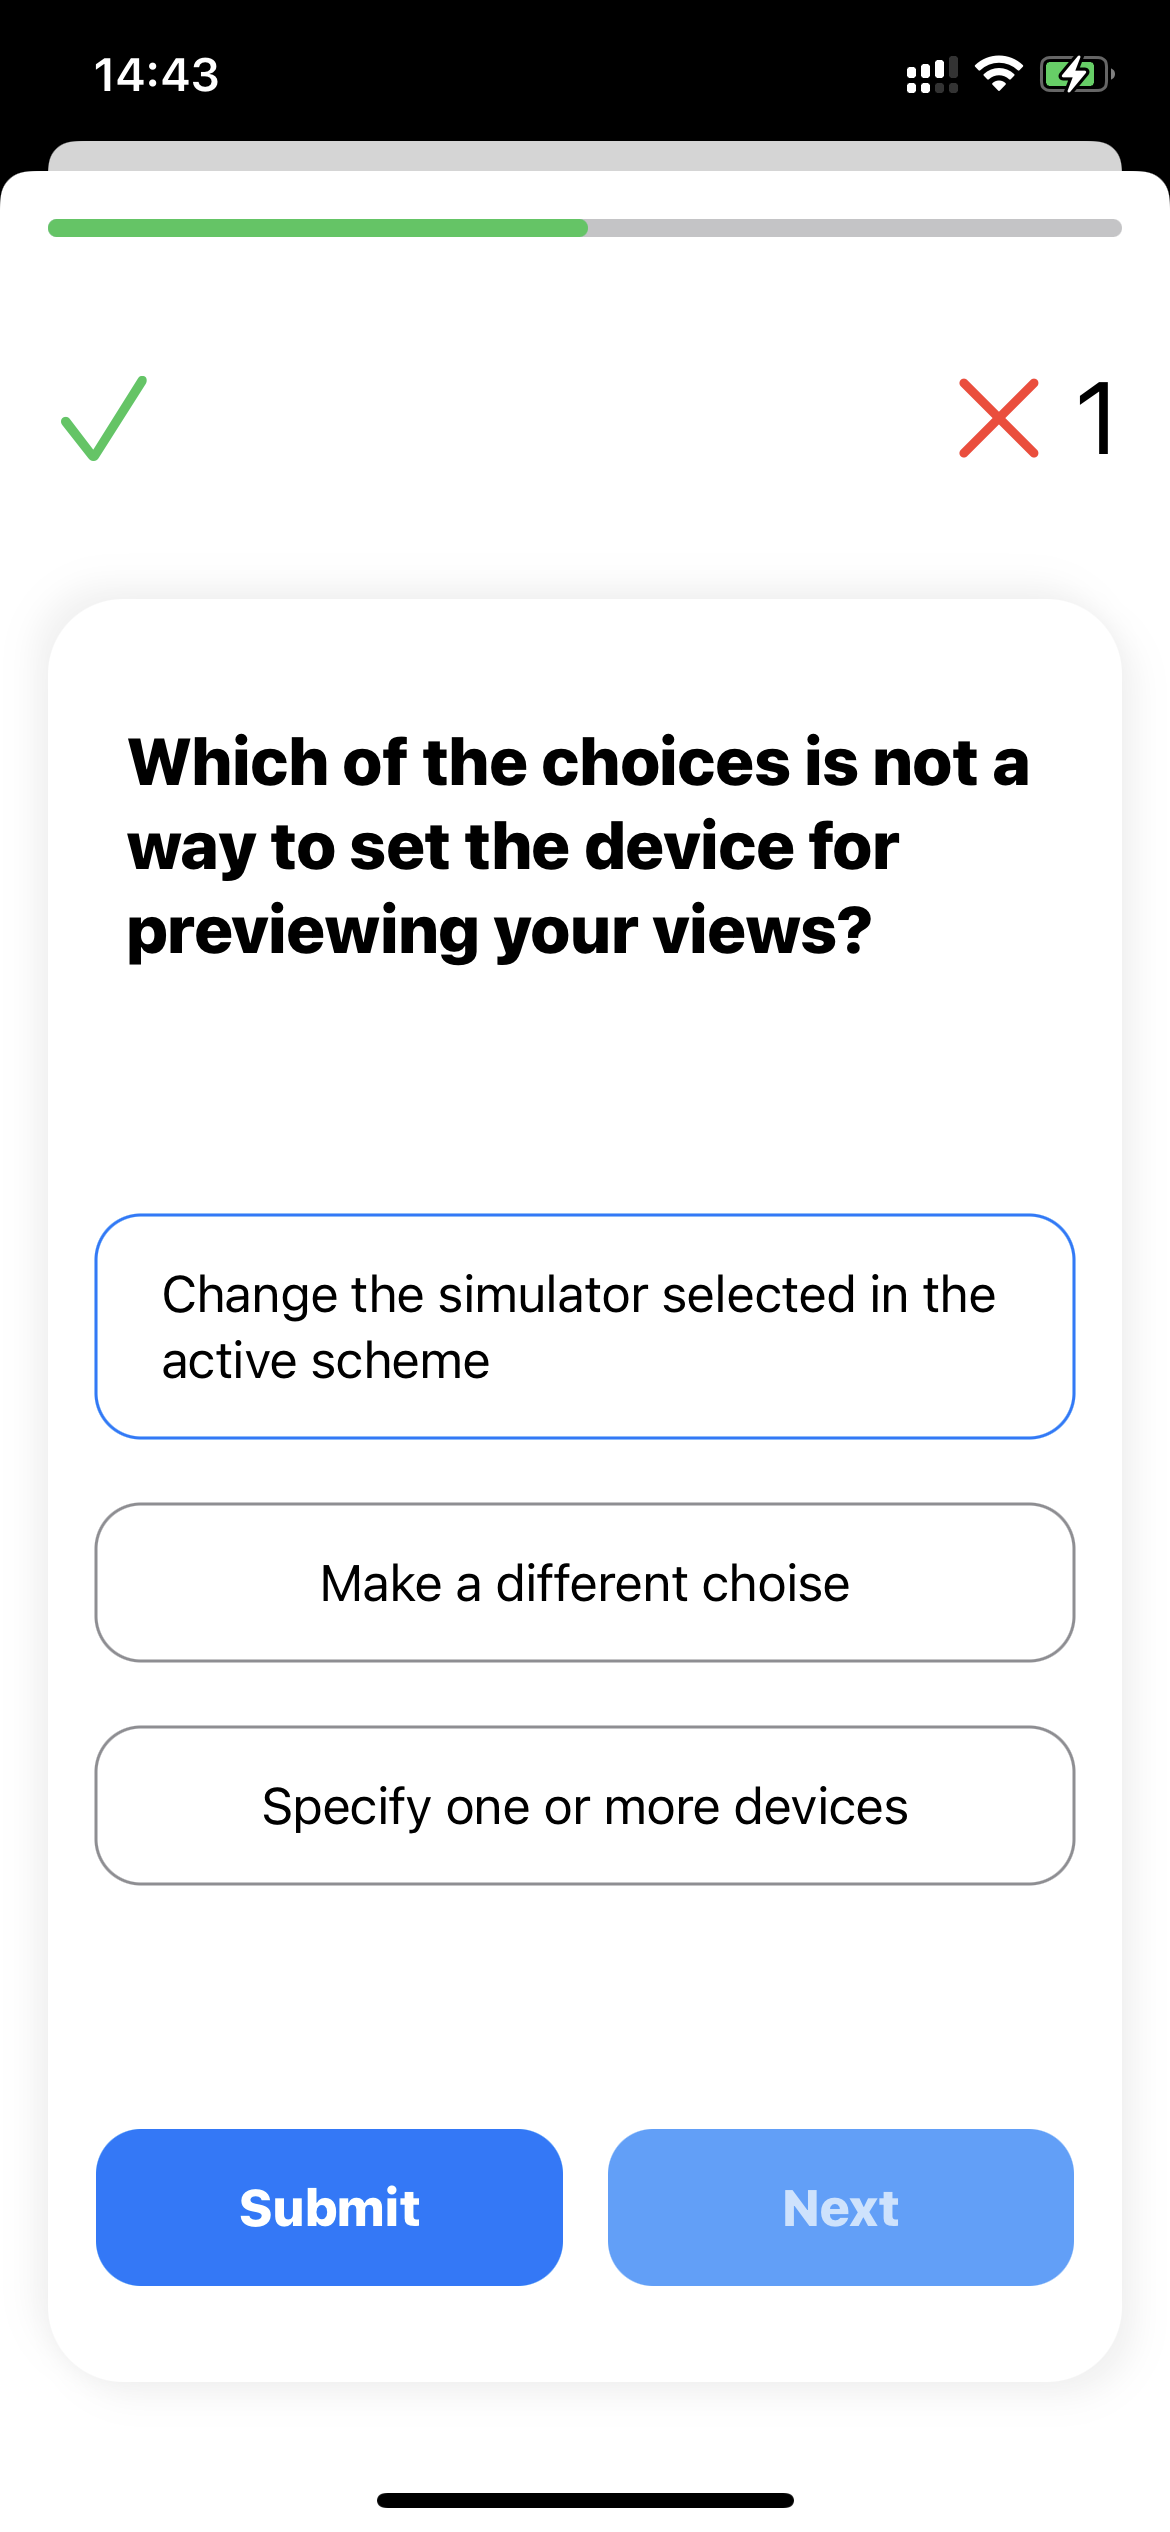 14:43
1
Which of the choices is not a
way to set the device for
previewing your views?
Change the simulator selected in the
active scheme
Make a different choise
Specify one or more devices
Submit
Next